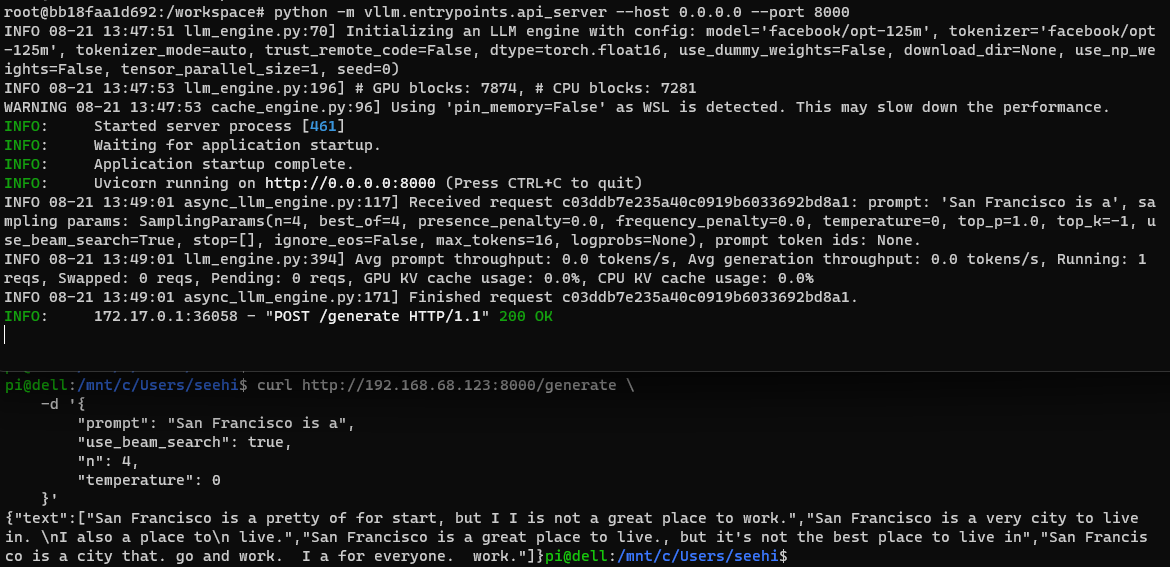 root@bb18faa1d692:/workspace# python -m vllm.entrypoints.api_server --host 0.0.0.0 --port 8000
INFO 08-21 13:47:51 llm_engine.py:70] Initializing an LLM engine with config: model='facebook/opt-125m', tokenizer='facebook/opt
-125m', tokenizer_mode=auto, trust_remote_code=False, dtype=torch.float16, use_dummy_weights=False, download_dir=None, use_np_we
ights=False, tensor_parallel_size=1, seed=0)
INFO 08-21 13:47:53 llm_engine.py:196] # GPU blocks: 7874, # CPU blocks: 7281
WARNING 08-21 13:47:53 cache_engine.py:96] Using 'pin_memory=False' as WSL is detected. This may slow down the performance.
INFO:     Started server process [461]
INFO:     Waiting for application startup.
INFO:     Application startup complete.
INFO:     Uvicorn running on http://0.0.0.0:8000 (Press CTRL+C to quit)
INFO 08-21 13:49:01 async_llm_engine.py:117] Received request c03ddb7e235a40c0919b6033692bd8a1: prompt: 'San Francisco is a', sa
mpling params: SamplingParams(n=4, best_of=4, presence_penalty=0.0, frequency_penalty=0.0, temperature=0, top_p=1.0, top_k=-1, u
se_beam_search=True, stop=[], ignore_eos=False, max_tokens=16, logprobs=None), prompt token ids: None.
INFO 08-21 13:49:01 llm_engine.py:394] Avg prompt throughput: 0.0 tokens/s, Avg generation throughput: 0.0 tokens/s, Running: 1
reqs, Swapped: 0 reqs, Pending: 0 reqs, GPU KV cache usage: 0.0%, CPU KV cache usage: 0.0%
INFO 08-21 13:49:01 async_llm_engine.py:171] Finished request c03ddb7e235a40c0919b6033692bd8a1.
INFO:     172.17.0.1:36058 - "POST /generate HTTP/1.1" 200 OK
pi@dell:/mnt/c/Users/seehi$ curl http://192.168.68.123:8000/generate \
    -d '{
        "prompt": "San Francisco is a",
        "use_beam_search": true,
        "n": 4,
        "temperature": 0
    }'
{"text":["San Francisco is a pretty of for start, but I I is not a great place to work.","San Francisco is a very city to live
in. \nI also a place to\n live.","San Francisco is a great place to live., but it's not the best place to live in","San Francis
co is a city that. go and work.  I a for everyone.  work."]}pi@dell:/mnt/c/Users/seehi$